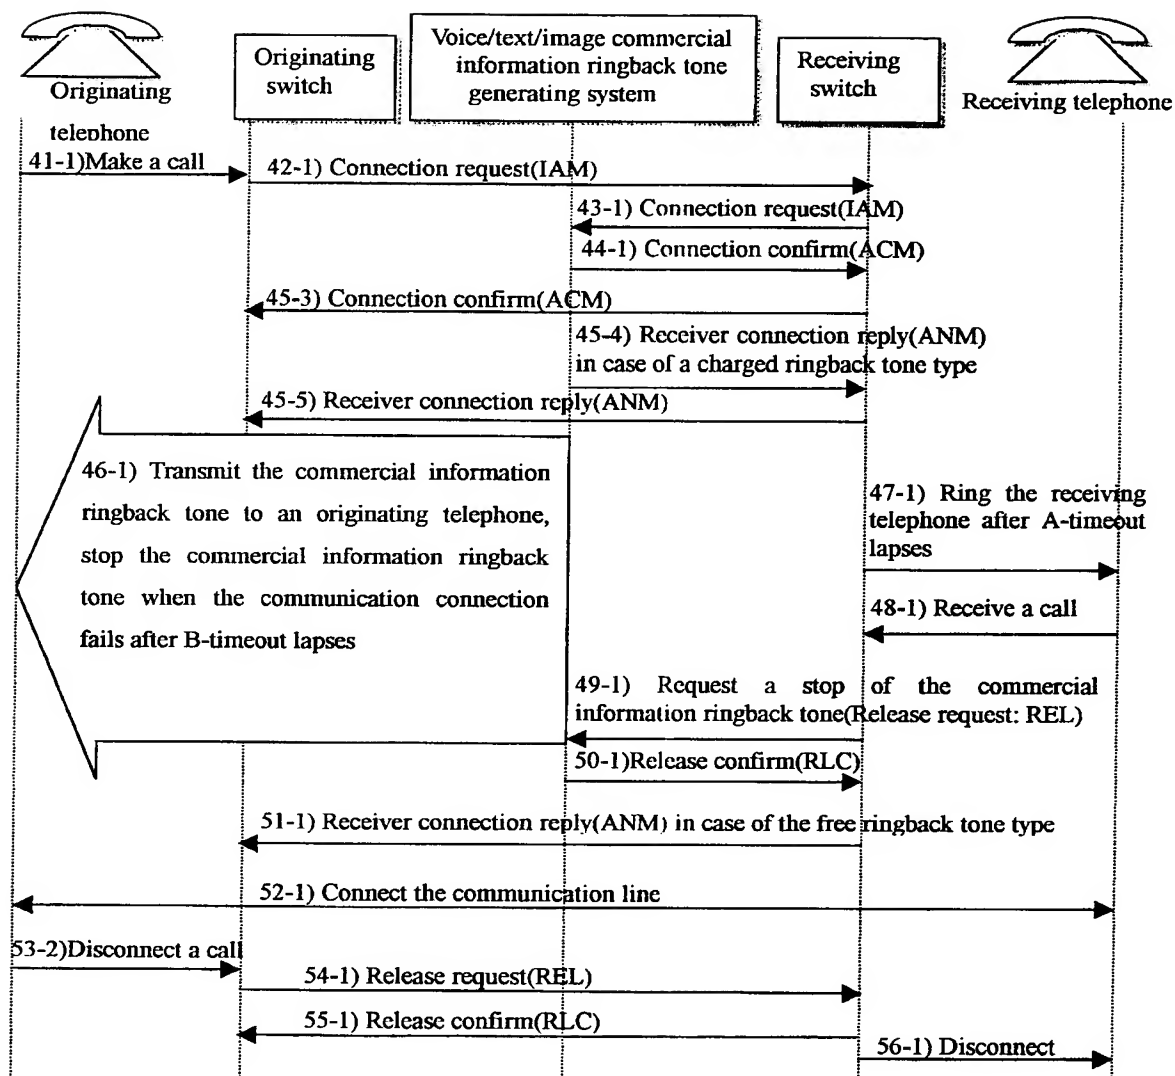 Originating
telephone
Originating
switch
Voice/text/image commercial
information ringback tone
generating system
Receiving
switch
Receiving telephone
41-1)Make a call
42-1) Connection request(IAM)
43-1) Connection request(IAM)
44-1) Connection confirm(ACM)
45-3) Connection confirm(ACM)
45-4) Receiver connection reply(ANM)
in case of a charged ringback tone type
45-5) Receiver connection reply(ANM)
46-1) Transmit the commercial information
ringback tone to an originating telephone,
stop the commercial information ringback
tone when the communication connection
fails after B-timeout lapses
47-1) Ring the receiving
telephone after A-timeout
lapses
48-1) Receive a call
49-1) Request a stop of the commercial
information ringback tone(Release request: REL)
50-1)Release confirm(RLC)
51-1) Receiver connection reply(ANM) in case of the free ringback tone type
52-1) Connect the communication line
53-2)Disconnect a call
54-1) Release request(REL)
55-1) Release confirm(RLC)
56-1) Disconnect